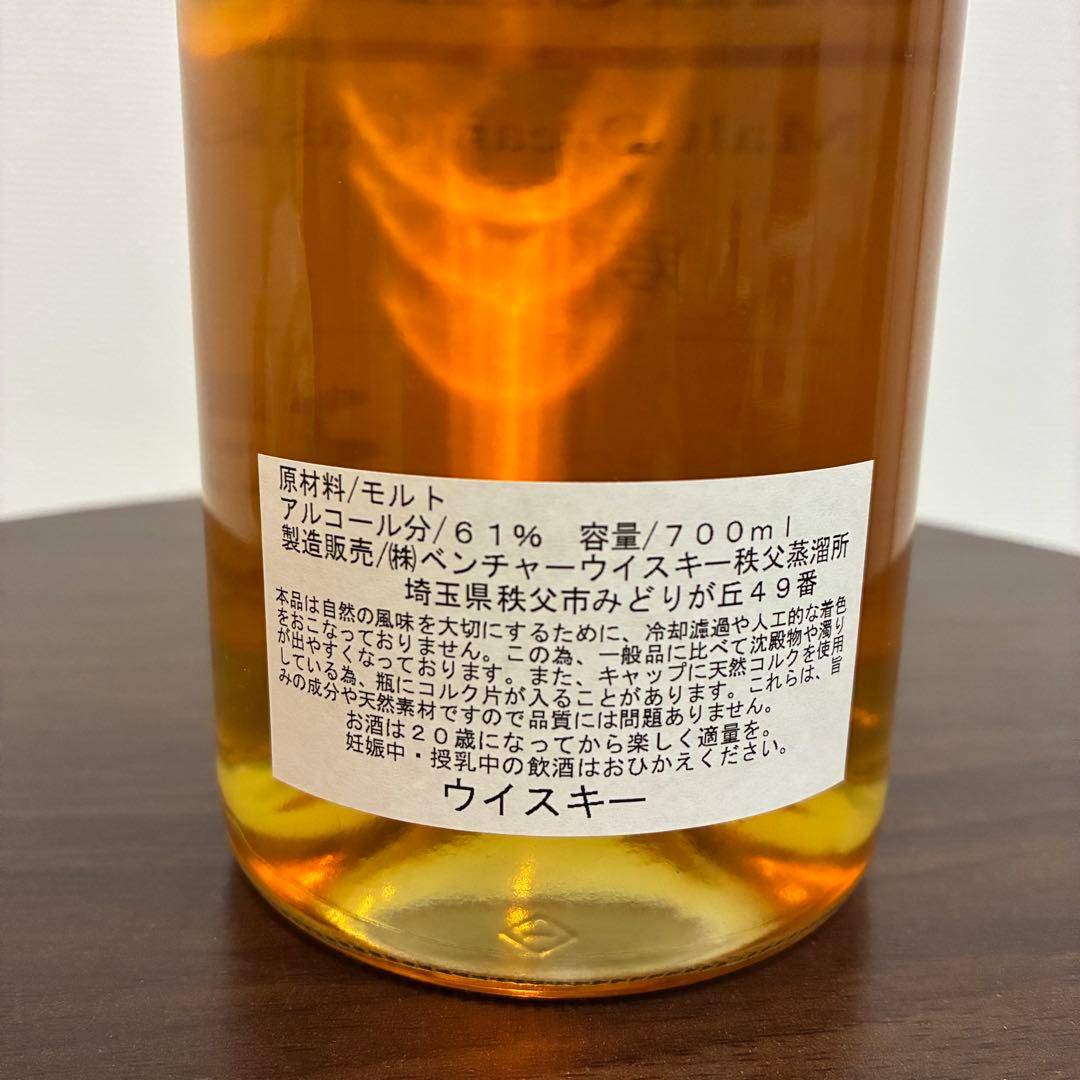 原材料/モルト
アルコール分/61%　容量/700ml
製造販売/㈱ベンチャーウイスキー秩父蒸溜所
埼玉県秩父市みどりが丘49番
本品は自然の風味を大切にするために、冷却濾過や人工的な着色
をおこなっておりません。この為、一般品に比べて沈殿物や濁り
が出やすくなっております。また、キャップに天然コルクを使用
している為、瓶にコルク片が入ることがあります。これらは、旨
みの成分や天然素材ですので品質には問題ありません。
お酒は20歳になってから楽しく適量を。
妊娠中・授乳中の飲酒はおひかえください。
ウイスキー